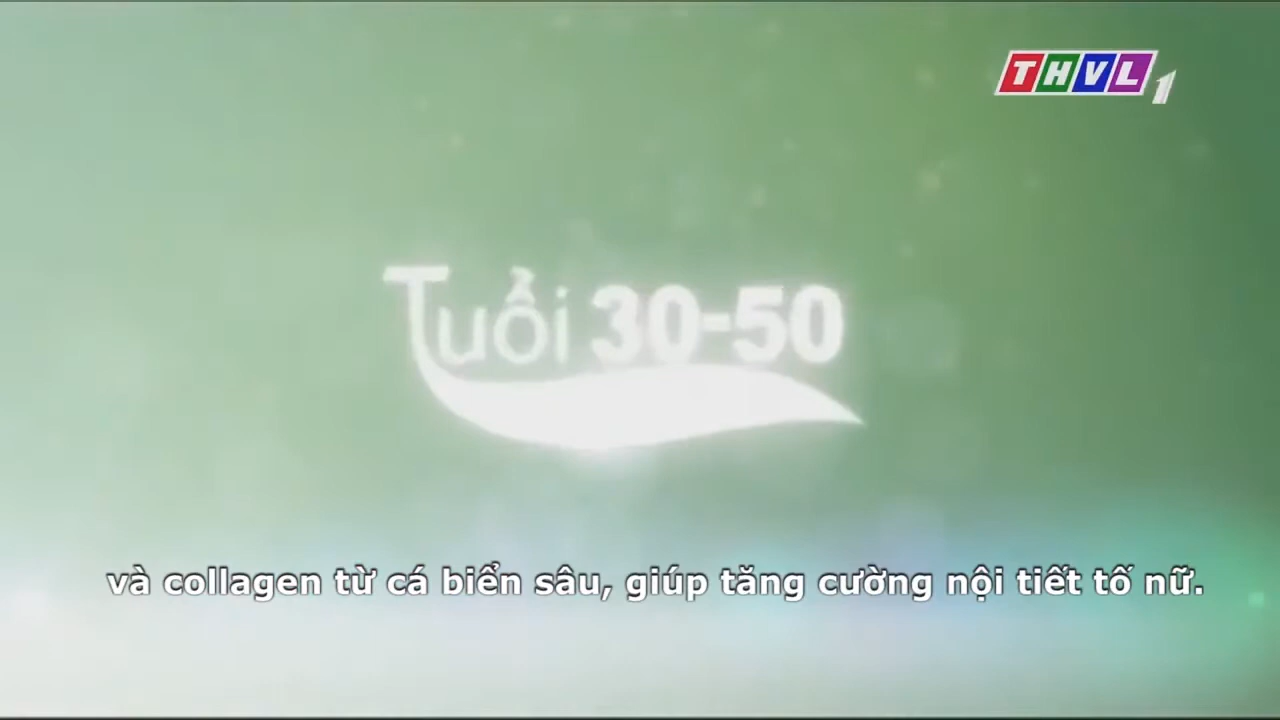 THVL1
Tuổi 30-50
và collagen từ cá biển sâu, giúp tăng cường nội tiết tố nữ.